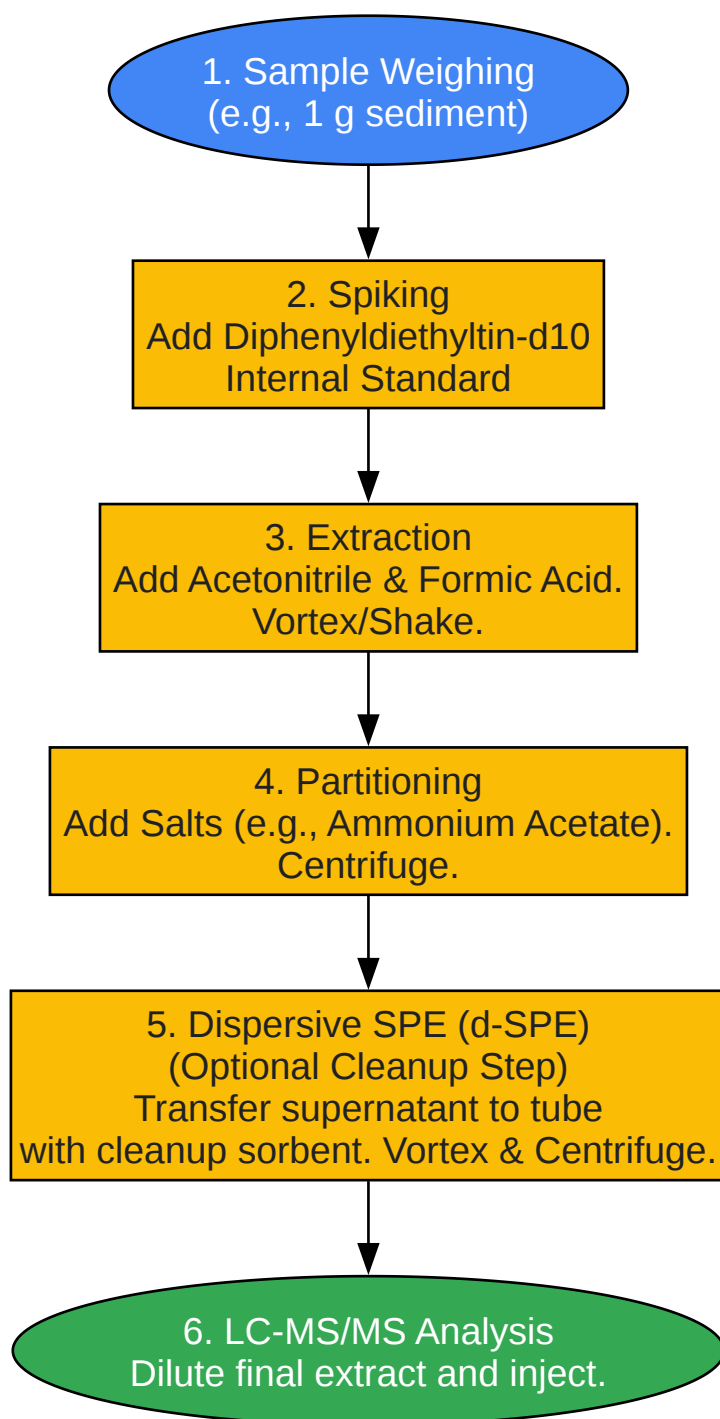 1. Sample Weighing
(e.g., 1 g sediment)
2. Spiking
Add Diphenyldiethyltin-d10
Internal Standard
3. Extraction
Add Acetonitrile & Formic Acid.
Vortex/Shake.
4. Partitioning
Add Salts (e.g., Ammonium Acetate).
Centrifuge.
5. Dispersive SPE (d-SPE)
(Optional Cleanup Step)
Transfer supernatant to tube
with cleanup sorbent. Vortex & Centrifuge.
6. LC-MS/MS Analysis
Dilute final extract and inject.